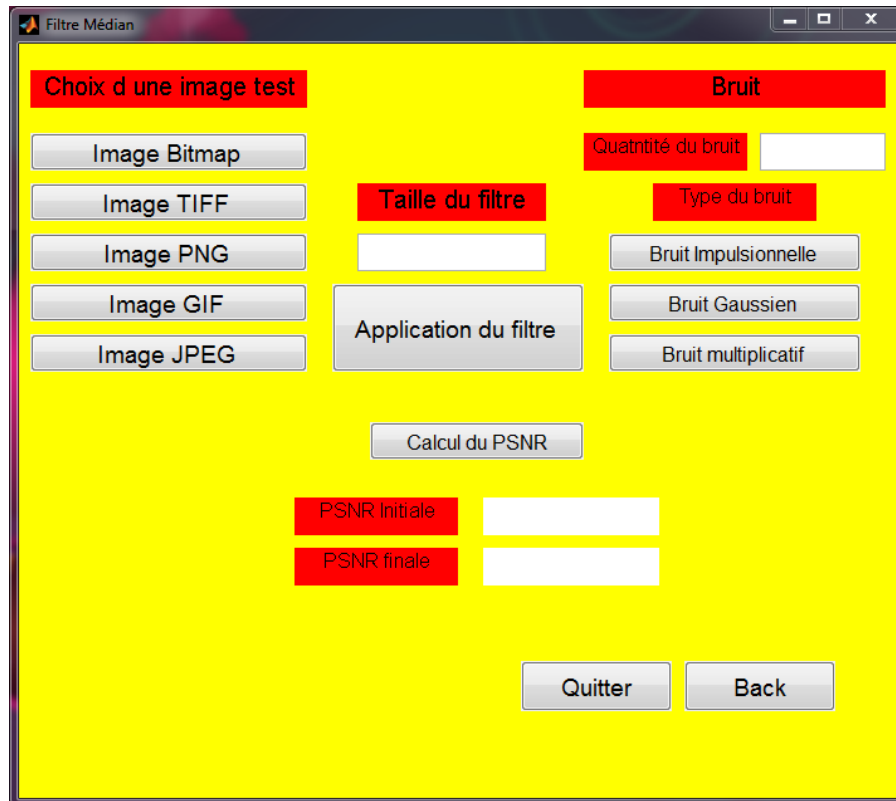 Filtre Médian
Choix d une image test
Bruit
Image Bitmap
Quatntité du bruit
Image TIFF
Taille du filtre
Type du bruit
Image PNG
Bruit Impulsionnelle
Image GIF
Application du filtre
Bruit Gaussien
Image JPEG
Bruit multiplicatif
Calcul du PSNR
PSNR Initiale
PSNR finale
Quitter
Back